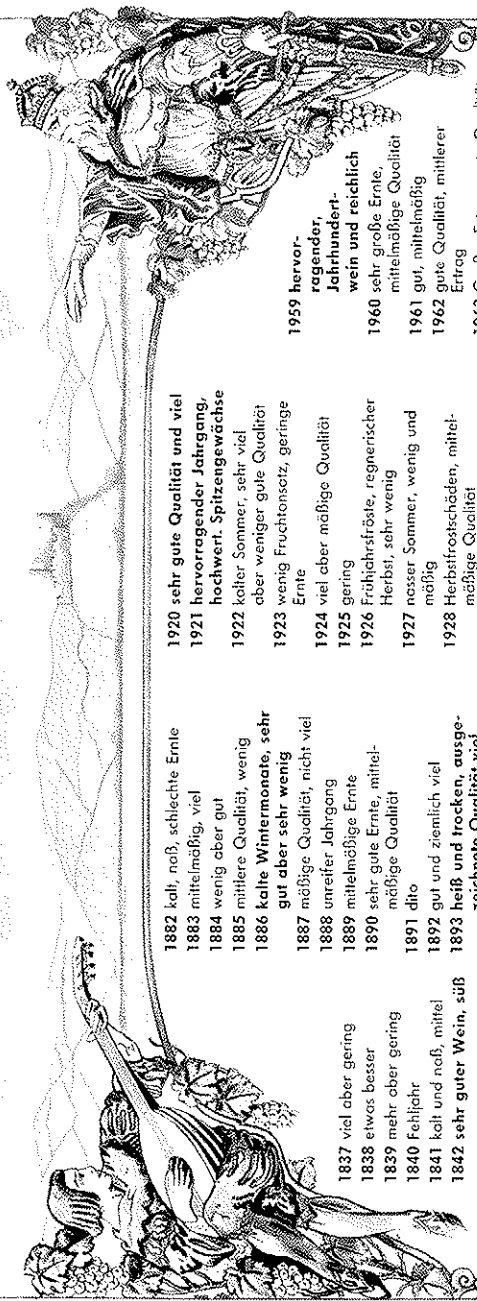 1837 viel aber gering
1838 etwas besser
1839 mehr aber gering
1840 Fehljahr
1841 kalt und naß, mittel
1842 sehr guter Wein, süß
1882 kalt, naß, schlechte Ernte
1883 mittelmäßig, viel
1884 wenig aber gut
1885 mittlere Qualität, wenig
1886 kalte Wintermonate, sehr
gut aber sehr wenig
1887 mäßige Qualität, nicht viel
1888 unreifer Jahrgang
1889 mittelmäßige Ernte
1890 sehr gute Ernte, mittel-
mäßige Qualität
1891 dito
1892 gut und ziemlich viel
1893 heiß und trocken, ausge-
zeichnete Qualität viel
1920 sehr gute Qualität und viel
1921 hervorragender Jahrgang,
hochwert. Spitzengewächse
1922 kalter Sommer, sehr viel
aber weniger gute Qualität
1923 wenig Fruchtansatz, geringe
Ernte
1924 viel aber mäßige Qualität
1925 gering
1926 Frühjahrsfröste, regnerischer
Herbst, sehr wenig
1927 nasser Sommer, wenig und
mäßig
1928 Herbstfrostschäden, mittel-
mäßige Qualität
1959 hervor-
ragender,
Jahrhundert-
wein und reichlich
1960 sehr große Ernte,
mittelmäßige Qualität
1961 gut, mittelmäßig
1962 gute Qualität, mittlerer
Ertrag